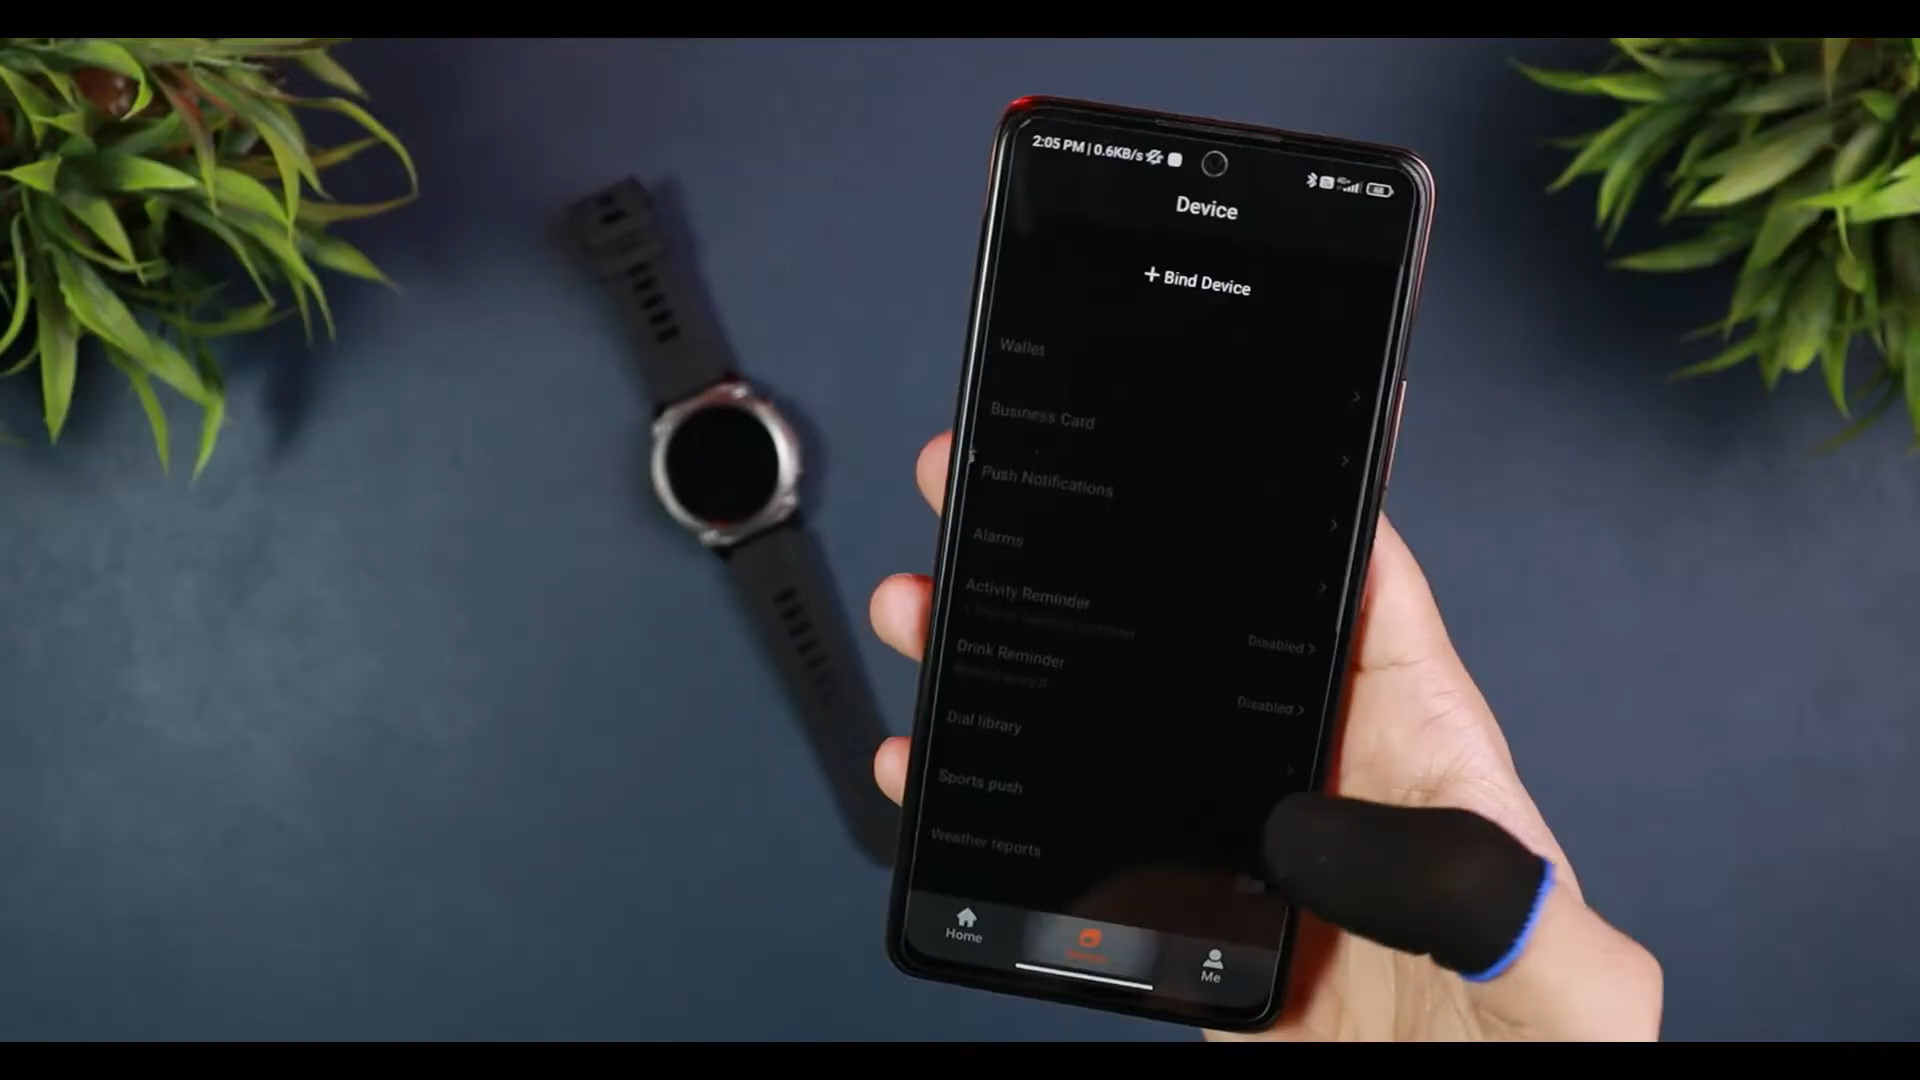 2:05 PM | 0.6KB/s
68
Device
+ Bind Device
Wallet
Business Card
Push Notifications
Alarms
Activity Reminder
Disabled >
Drink Reminder
Disabled >
Dial library
Sports push
Weather reports
Home
Me